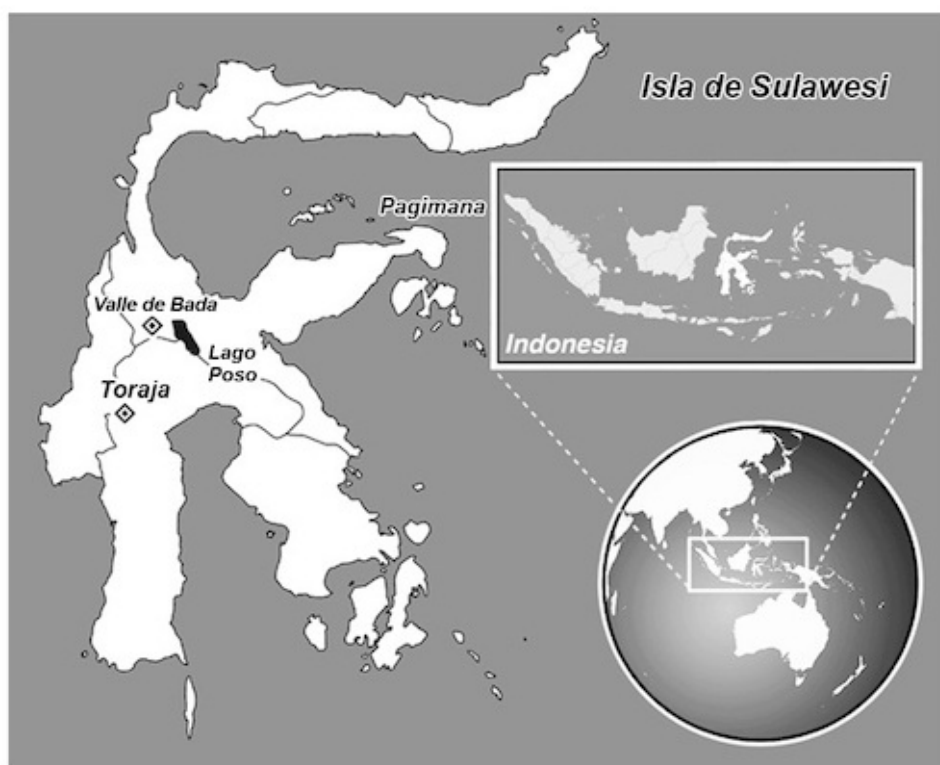 Isla de Sulawesi
Pagimana
Valle de Bada
Lago
Poso
Toraja
Indonesia